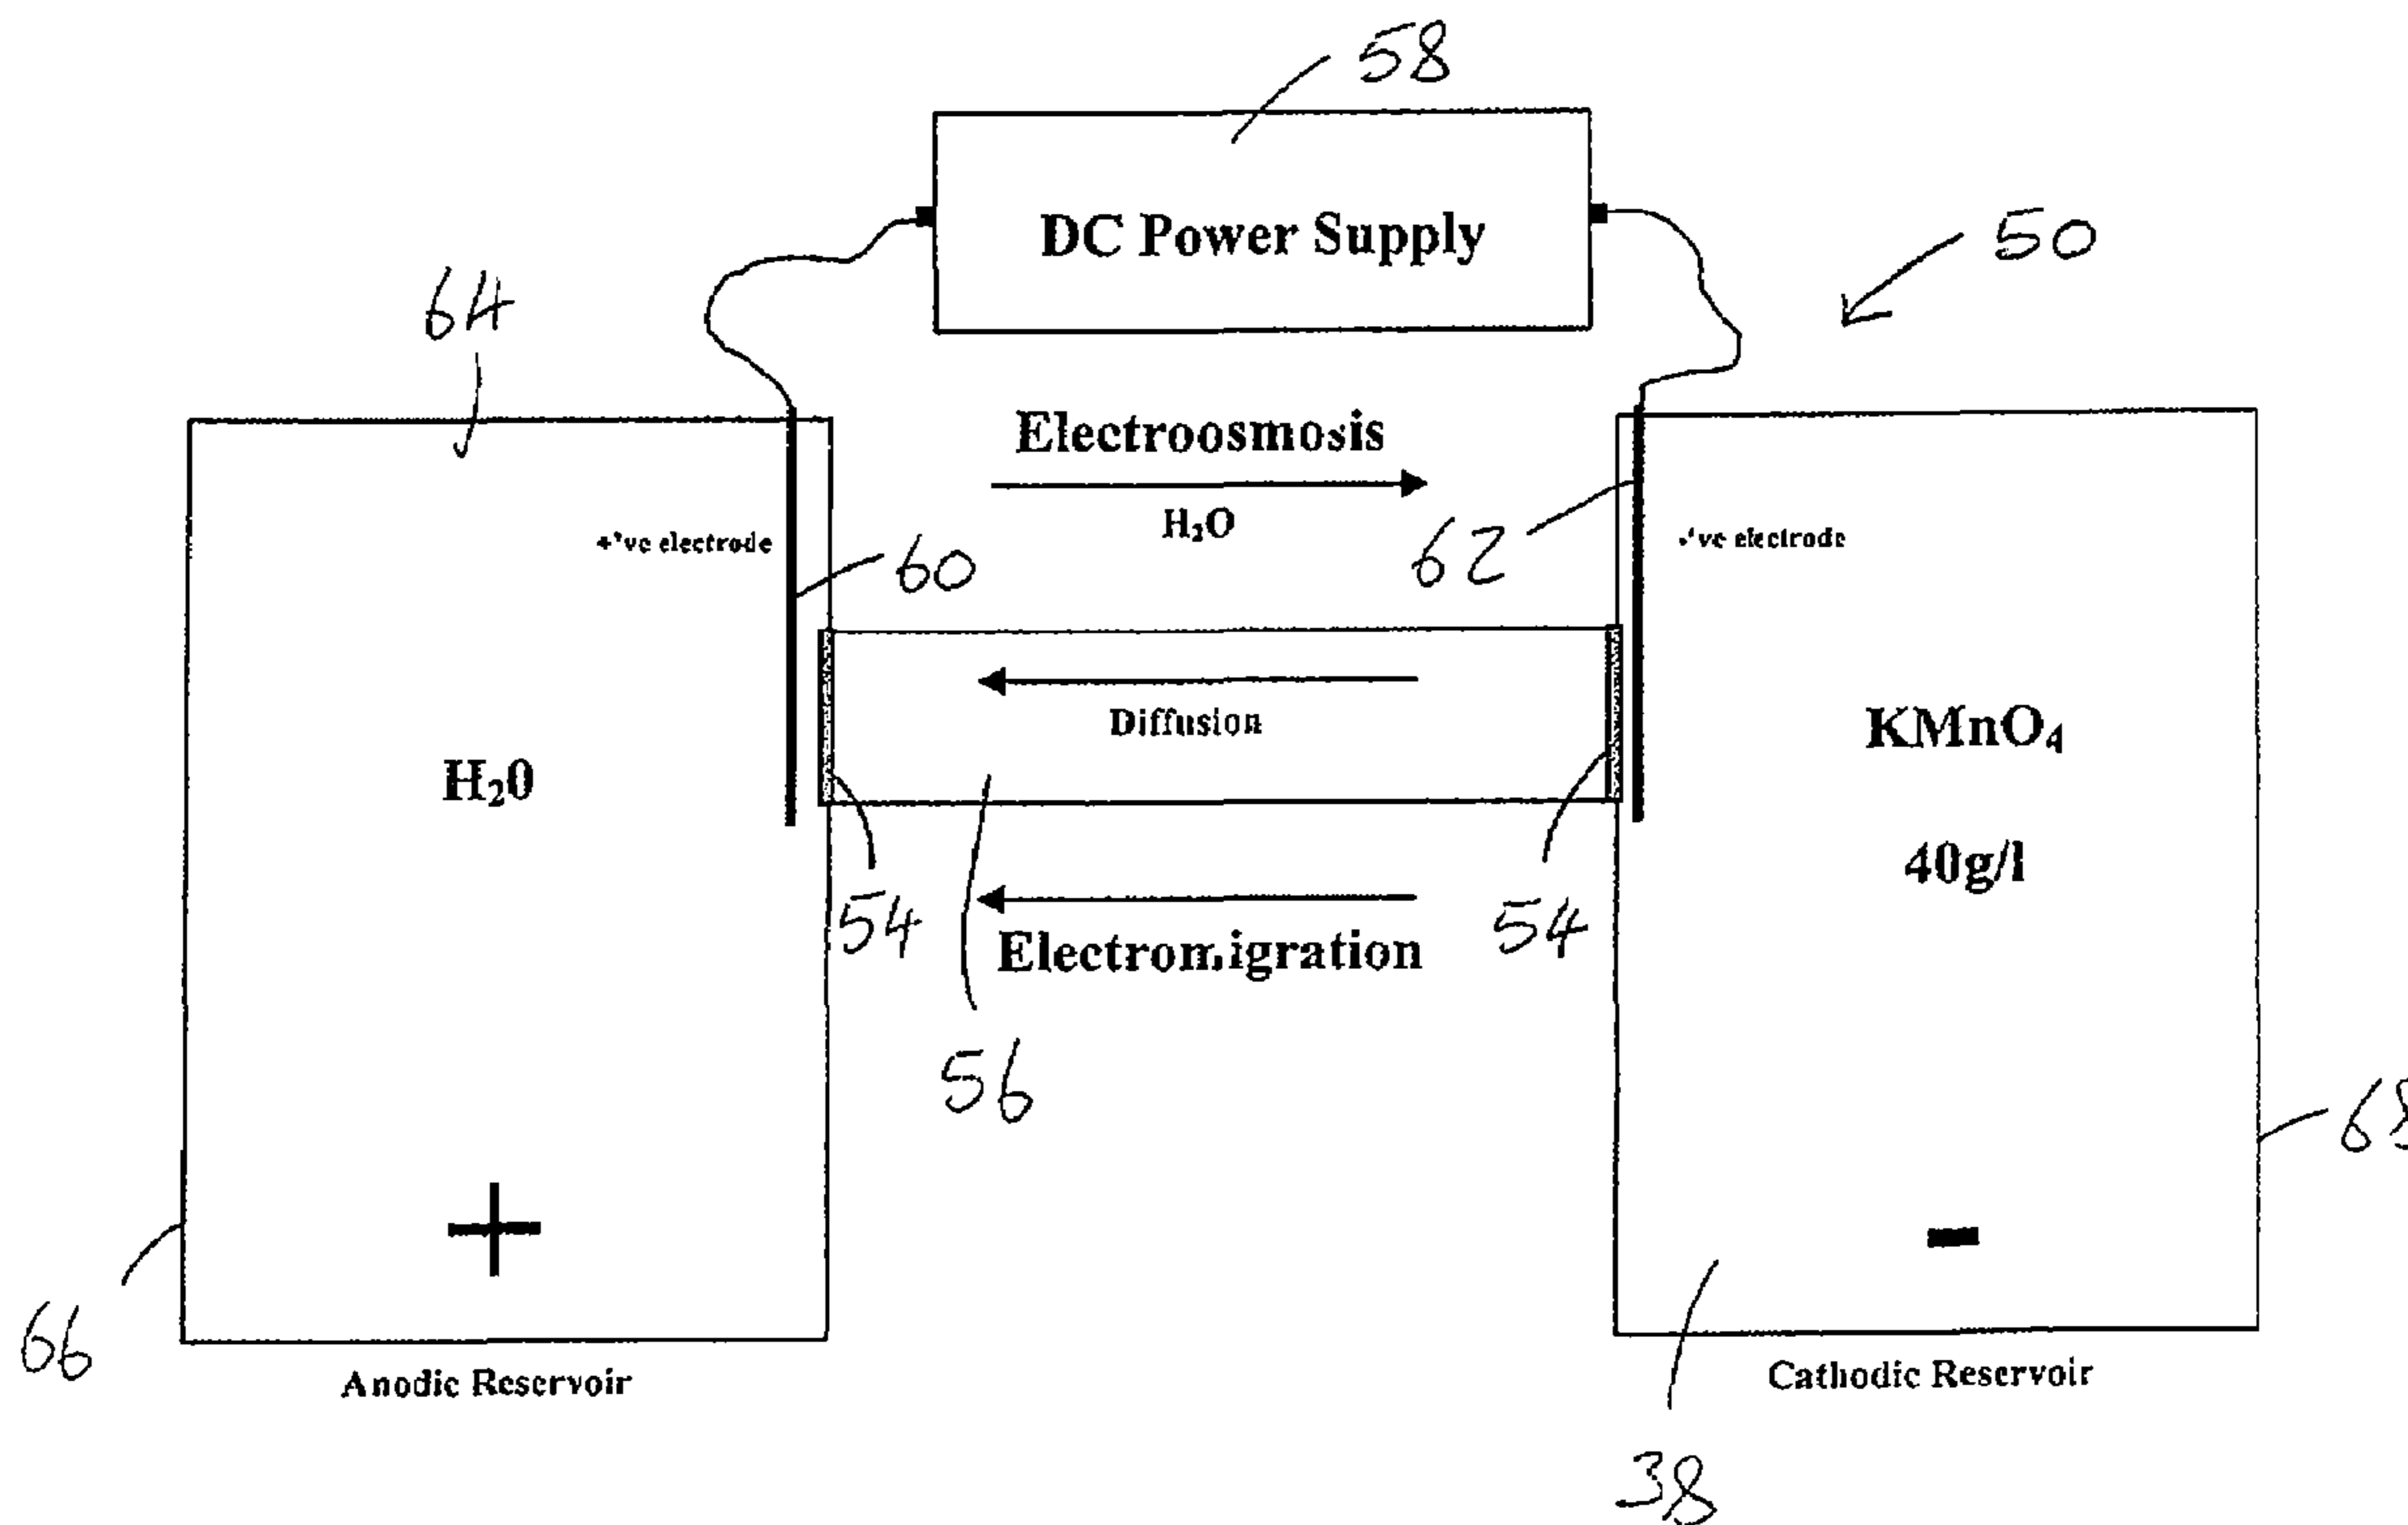 58
DC Power Supply
50
64
Electroosmosis
H₂O
+'ve electrode
60
62
-'ve electrode
Diffusion
H₂0
KMnO₄
40g/l
54
54
Electromigration
56
68
+
-
66
Anodic Reservoir
Cathodic Reservoir
38